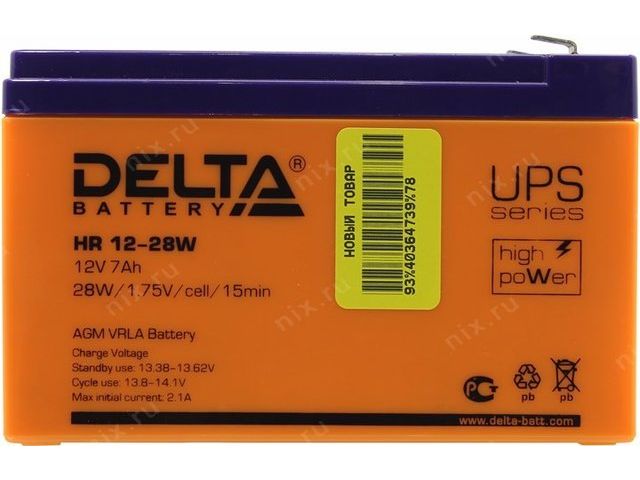 DELTA®
BATTERY
HR 12-28W
12V 7Ah
28W/1.75V/cell/15min
AGM VRLA Battery
Charge Voltage
Standby use: 13.38-13.62V
Cycle use: 13.8-14.1V
Max initial current: 2.1A
НОВЫЙ ТОВАР
93%40364739%78
UPS
series
high
poWer
РСТ
pb
pb
www.delta-batt.com
nix.ru